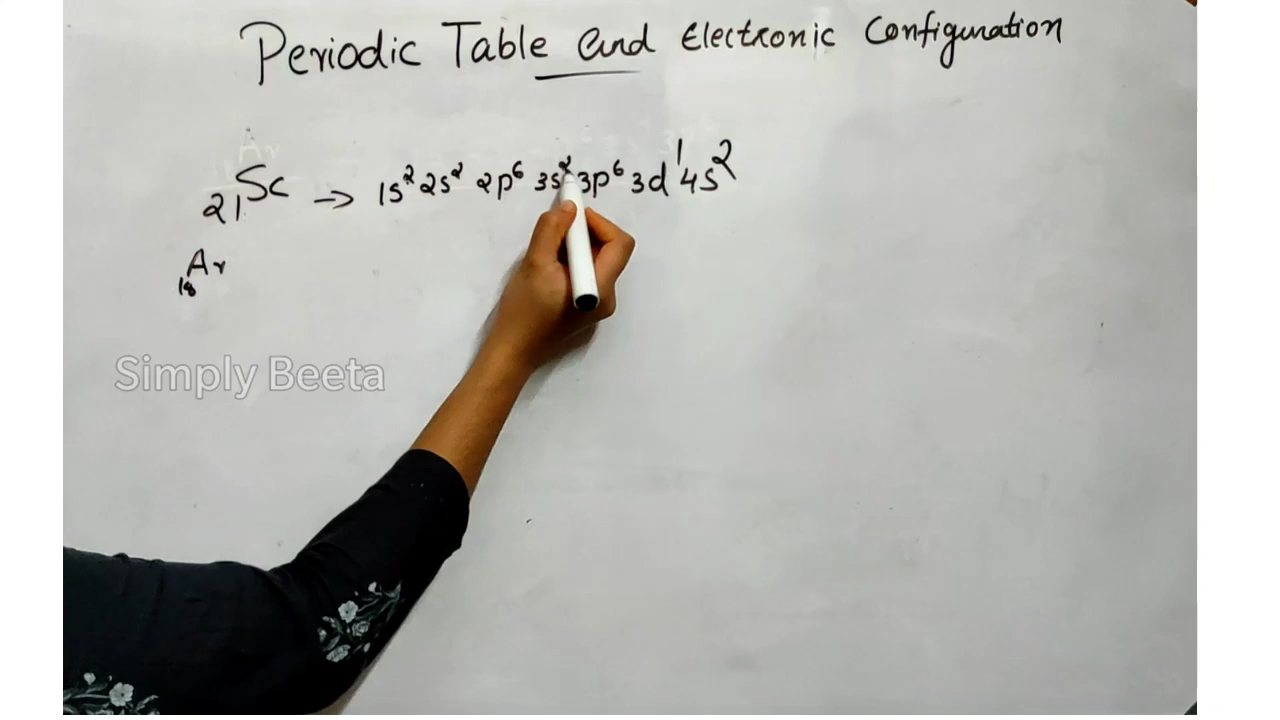 Periodic Table and Electronic Configuration
₂₁Sc → 1s² 2s² 2p⁶ 3s² 3p⁶ 3d¹ 4s²
₁₈Ar
Simply Beeta